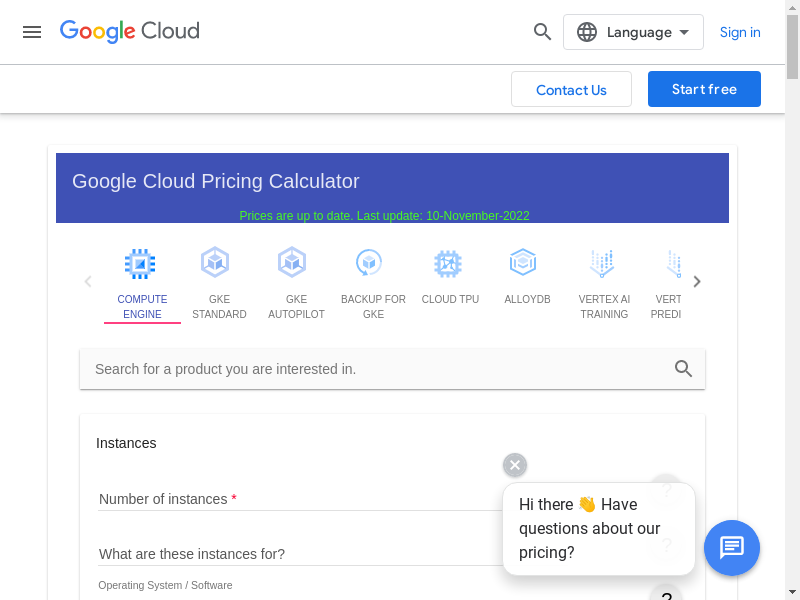 Google Cloud
Language
Sign in
Contact Us
Start free
Google Cloud Pricing Calculator
Prices are up to date. Last update: 10-November-2022
COMPUTE
ENGINE
GKE
STANDARD
GKE
AUTOPILOT
BACKUP FOR
GKE
CLOUD TPU
ALLOYDB
VERTEX AI
TRAINING
VERT
PREDI
Search for a product you are interested in.
Instances
Number of instances *
?
What are these instances for?
?
Hi there 👋 Have
questions about our
pricing?
Operating System / Software
?